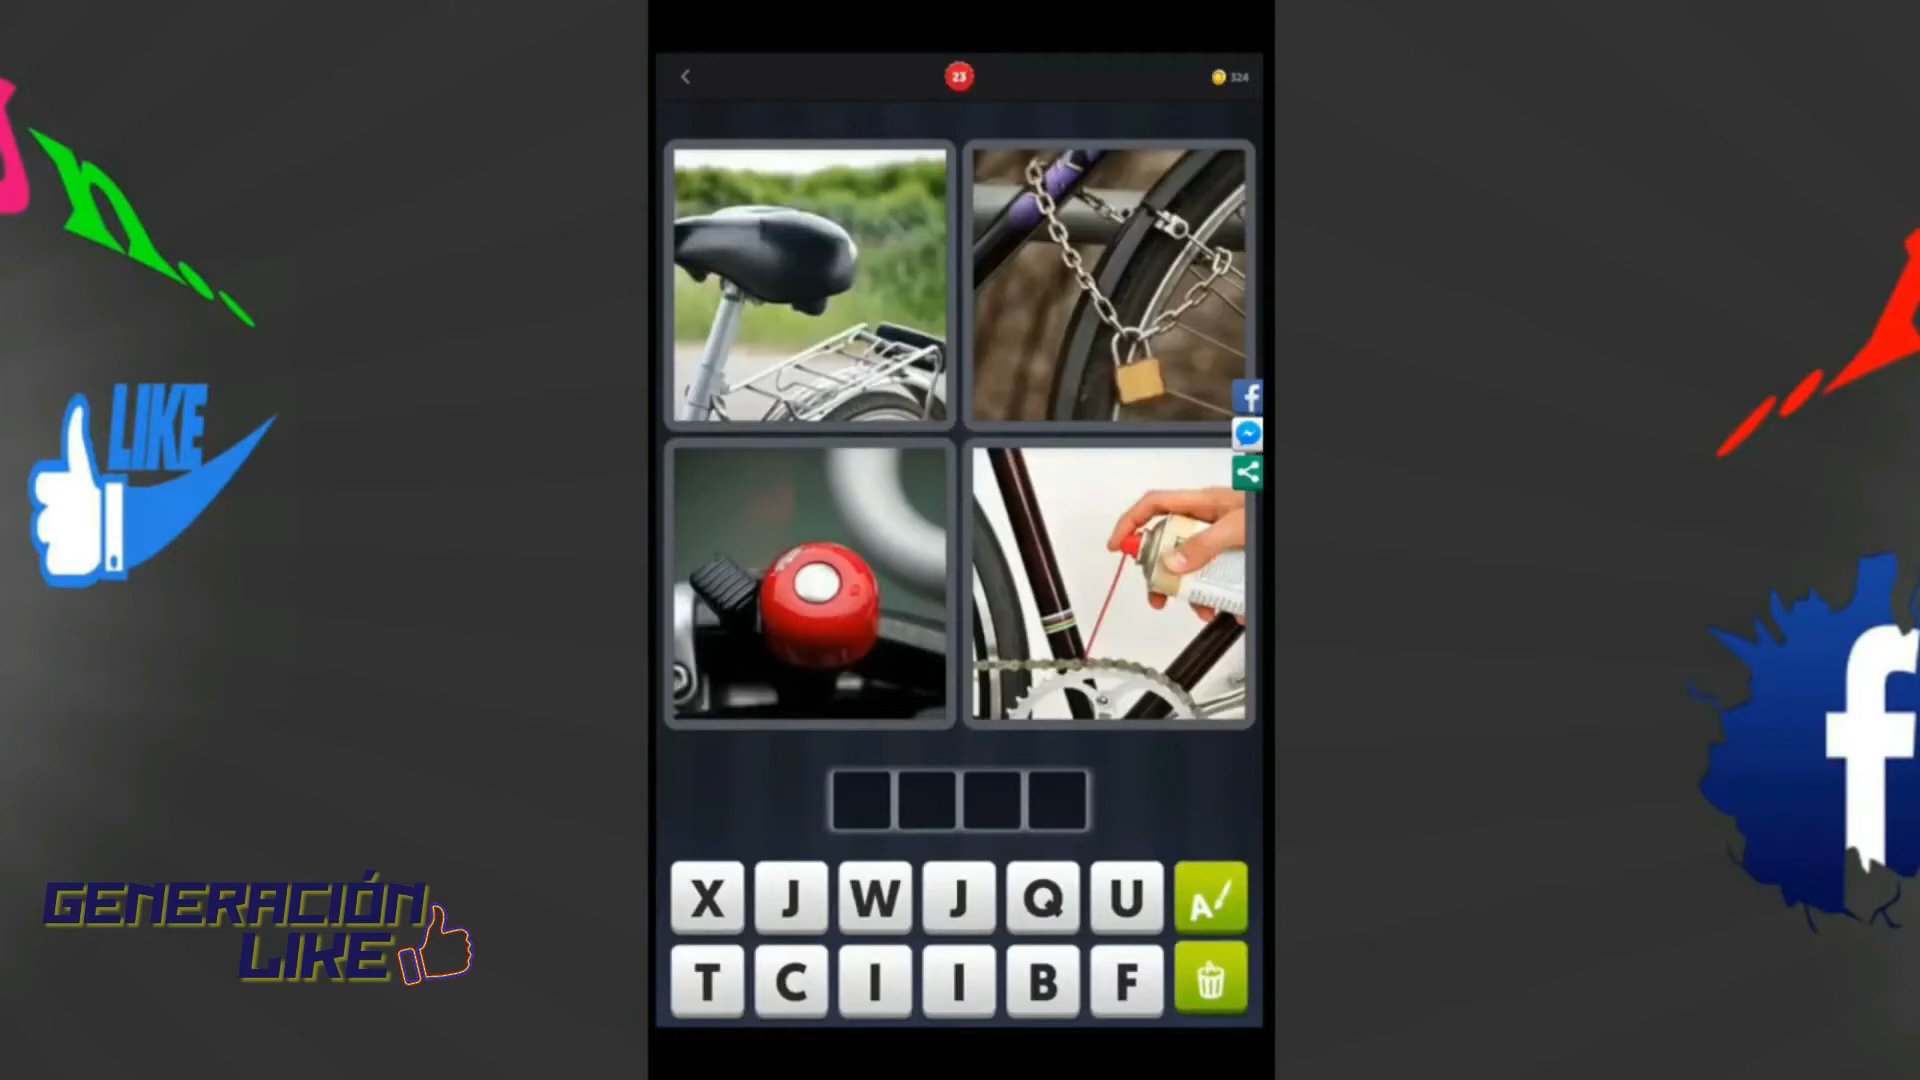 23
324
LIKE
GENERACIÓN
LIKE
X J W J Q U A
T C I I B F